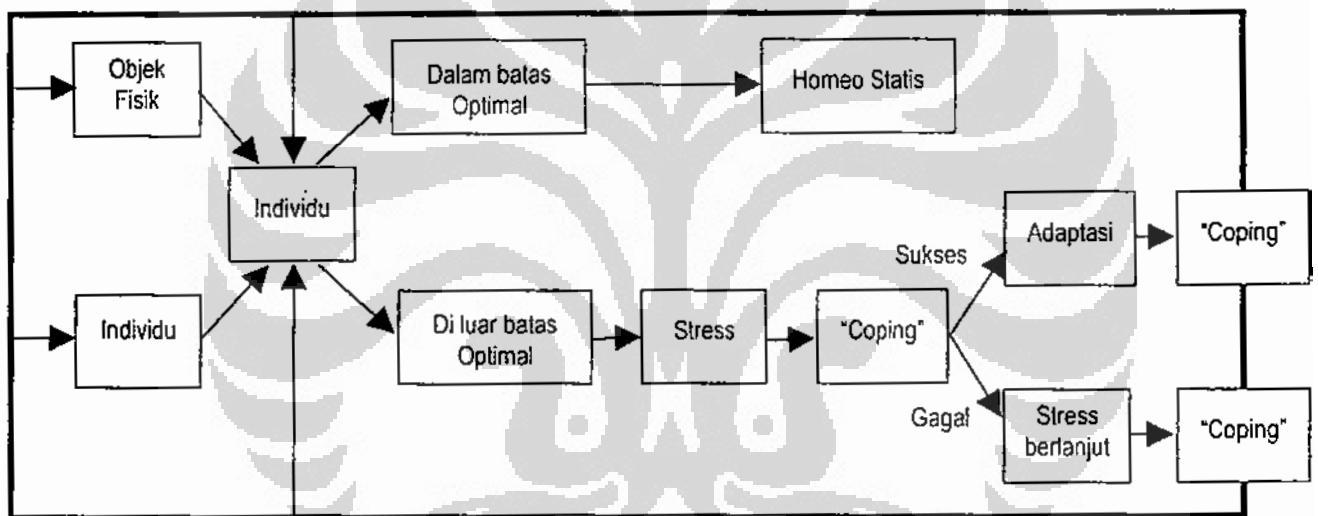 Objek
Fisik
Dalam batas
Optimal
Homeo Statis
Individu
Adaptasi
"Coping"
Sukses
Individu
Di luar batas
Optimal
Stress
"Coping"
Gagal
Stress
berlanjut
"Coping"